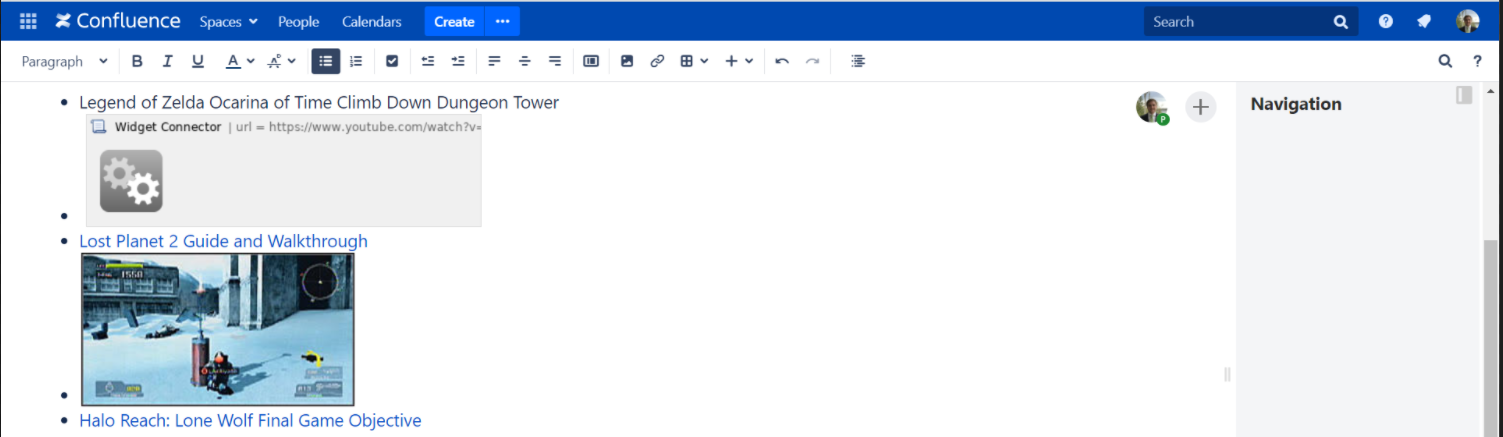 Confluence Spaces People Calendars Create ••• Search
Paragraph B I U A
Legend of Zelda Ocarina of Time Climb Down Dungeon Tower
Widget Connector | url = https://www.youtube.com/watch?v=
Lost Planet 2 Guide and Walkthrough
1550
Halo Reach: Lone Wolf Final Game Objective
P
Navigation